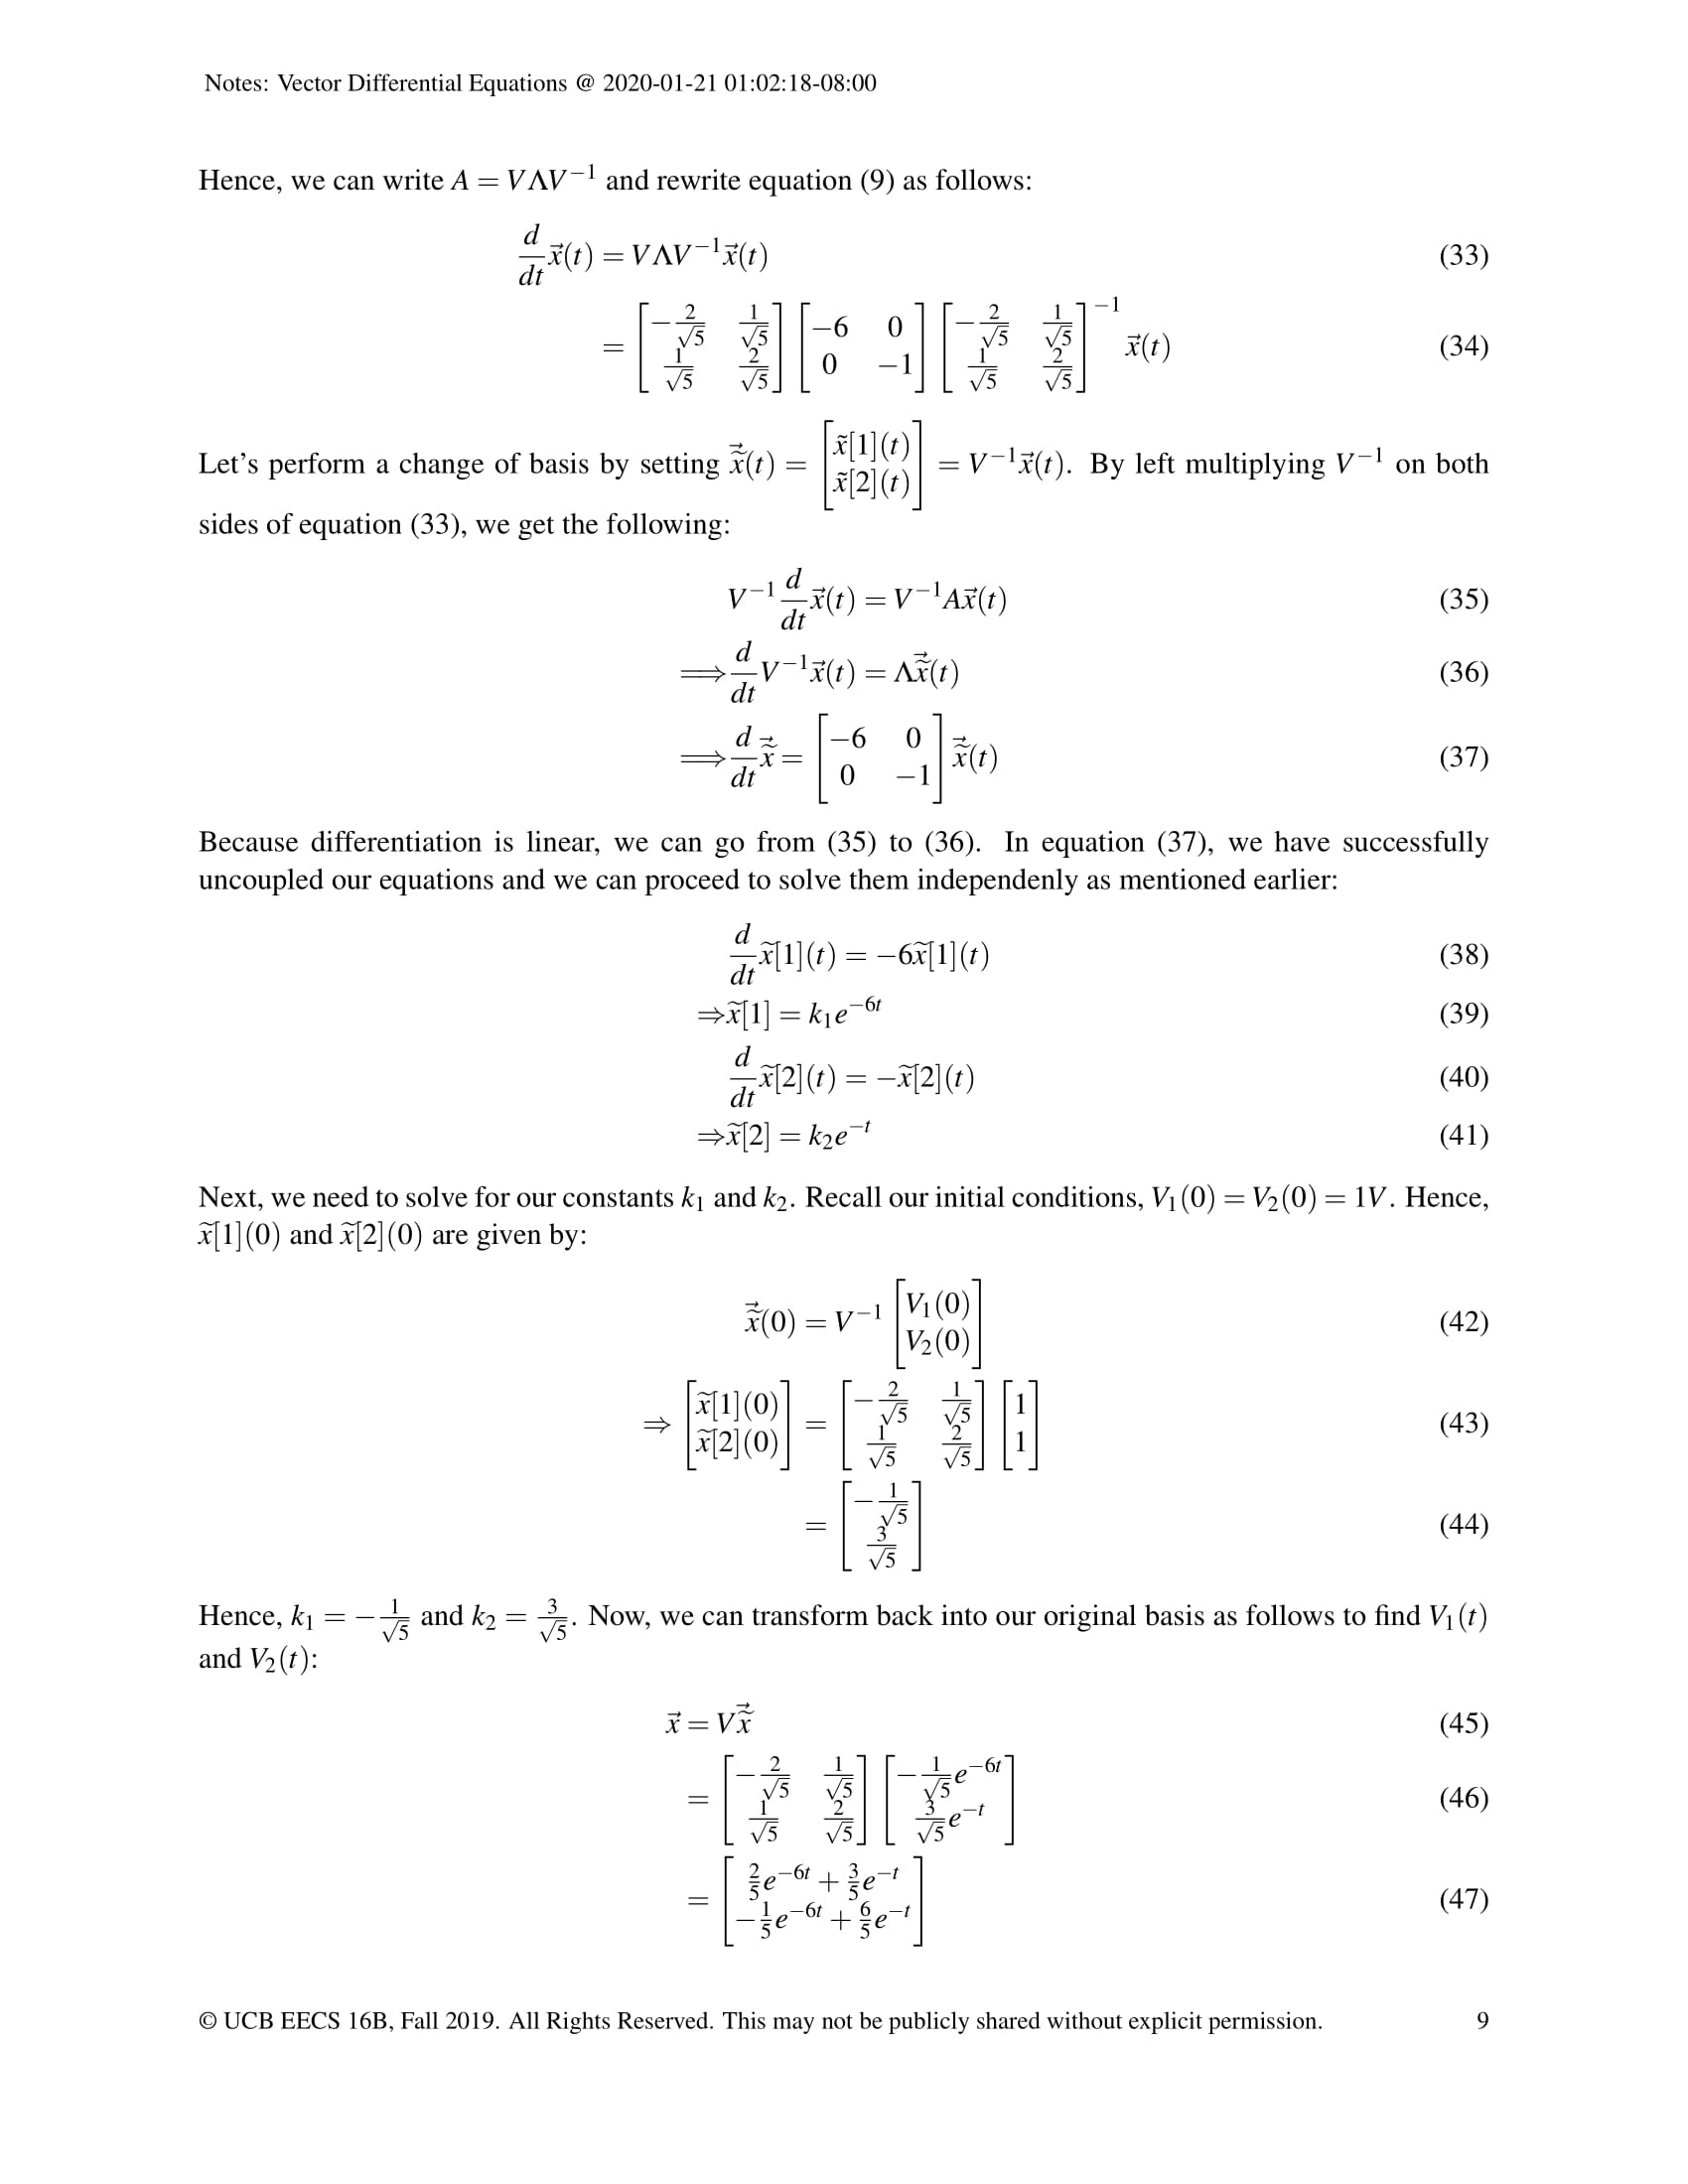 Notes: Vector Differential Equations @ 2020-01-21 01:02:18-08:00
Hence, we can write $A = V\Lambda V^{-1}$ and rewrite equation (9) as follows:
$\frac{d}{dt}\vec{x}(t) = V\Lambda V^{-1}\vec{x}(t)$ (33)
$= \begin{bmatrix} -\frac{2}{\sqrt{5}} & \frac{1}{\sqrt{5}} \\ \frac{1}{\sqrt{5}} & \frac{2}{\sqrt{5}} \end{bmatrix} \begin{bmatrix} -6 & 0 \\ 0 & -1 \end{bmatrix} \begin{bmatrix} -\frac{2}{\sqrt{5}} & \frac{1}{\sqrt{5}} \\ \frac{1}{\sqrt{5}} & \frac{2}{\sqrt{5}} \end{bmatrix}^{-1} \vec{x}(t)$ (34)
Let's perform a change of basis by setting $\vec{\tilde{x}}(t) = \begin{bmatrix} \tilde{x}[1](t) \\ \tilde{x}[2](t) \end{bmatrix} = V^{-1}\vec{x}(t)$. By left multiplying $V^{-1}$ on both
sides of equation (33), we get the following:
$V^{-1}\frac{d}{dt}\vec{x}(t) = V^{-1}A\vec{x}(t)$ (35)
$\Longrightarrow \frac{d}{dt}V^{-1}\vec{x}(t) = \Lambda\vec{\tilde{x}}(t)$ (36)
$\Longrightarrow \frac{d}{dt}\vec{\tilde{x}} = \begin{bmatrix} -6 & 0 \\ 0 & -1 \end{bmatrix} \vec{\tilde{x}}(t)$ (37)
Because differentiation is linear, we can go from (35) to (36). In equation (37), we have successfully
uncoupled our equations and we can proceed to solve them independenly as mentioned earlier:
$\frac{d}{dt}\tilde{x}[1](t) = -6\tilde{x}[1](t)$ (38)
$\Rightarrow \tilde{x}[1] = k_1e^{-6t}$ (39)
$\frac{d}{dt}\tilde{x}[2](t) = -\tilde{x}[2](t)$ (40)
$\Rightarrow \tilde{x}[2] = k_2e^{-t}$ (41)
Next, we need to solve for our constants $k_1$ and $k_2$. Recall our initial conditions, $V_1(0) = V_2(0) = 1V$. Hence,
$\tilde{x}[1](0)$ and $\tilde{x}[2](0)$ are given by:
$\vec{\tilde{x}}(0) = V^{-1} \begin{bmatrix} V_1(0) \\ V_2(0) \end{bmatrix}$ (42)
$\Rightarrow \begin{bmatrix} \tilde{x}[1](0) \\ \tilde{x}[2](0) \end{bmatrix} = \begin{bmatrix} -\frac{2}{\sqrt{5}} & \frac{1}{\sqrt{5}} \\ \frac{1}{\sqrt{5}} & \frac{2}{\sqrt{5}} \end{bmatrix} \begin{bmatrix} 1 \\ 1 \end{bmatrix}$ (43)
$= \begin{bmatrix} -\frac{1}{\sqrt{5}} \\ \frac{3}{\sqrt{5}} \end{bmatrix}$ (44)
Hence, $k_1 = -\frac{1}{\sqrt{5}}$ and $k_2 = \frac{3}{\sqrt{5}}$. Now, we can transform back into our original basis as follows to find $V_1(t)$
and $V_2(t)$:
$\vec{x} = V\vec{\tilde{x}}$ (45)
$= \begin{bmatrix} -\frac{2}{\sqrt{5}} & \frac{1}{\sqrt{5}} \\ \frac{1}{\sqrt{5}} & \frac{2}{\sqrt{5}} \end{bmatrix} \begin{bmatrix} -\frac{1}{\sqrt{5}}e^{-6t} \\ \frac{3}{\sqrt{5}}e^{-t} \end{bmatrix}$ (46)
$= \begin{bmatrix} \frac{2}{5}e^{-6t} + \frac{3}{5}e^{-t} \\ -\frac{1}{5}e^{-6t} + \frac{6}{5}e^{-t} \end{bmatrix}$ (47)
© UCB EECS 16B, Fall 2019. All Rights Reserved. This may not be publicly shared without explicit permission. 9